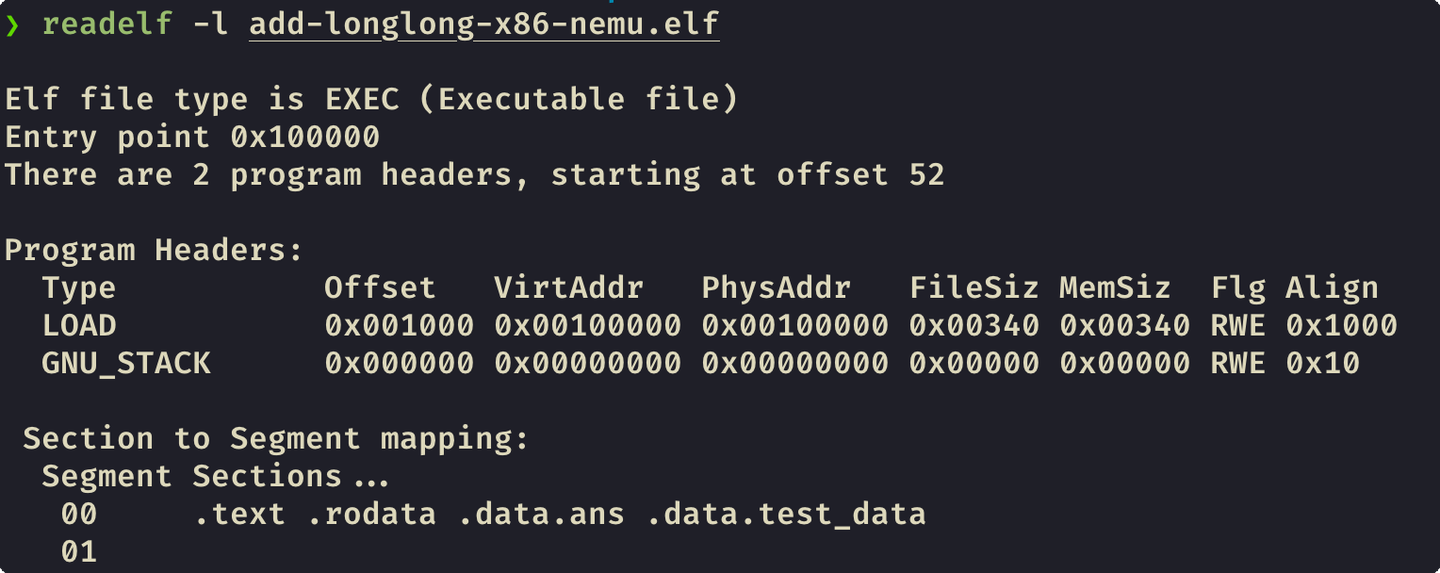 ❯ readelf -l add-longlong-x86-nemu.elf
Elf file type is EXEC (Executable file)
Entry point 0x100000
There are 2 program headers, starting at offset 52
Program Headers:
  Type           Offset   VirtAddr   PhysAddr   FileSiz MemSiz  Flg Align
  LOAD           0x001000 0x00100000 0x00100000 0x00340 0x00340 RWE 0x1000
  GNU_STACK      0x000000 0x00000000 0x00000000 0x00000 0x00000 RWE 0x10
 Section to Segment mapping:
  Segment Sections...
   00     .text .rodata .data.ans .data.test_data
   01